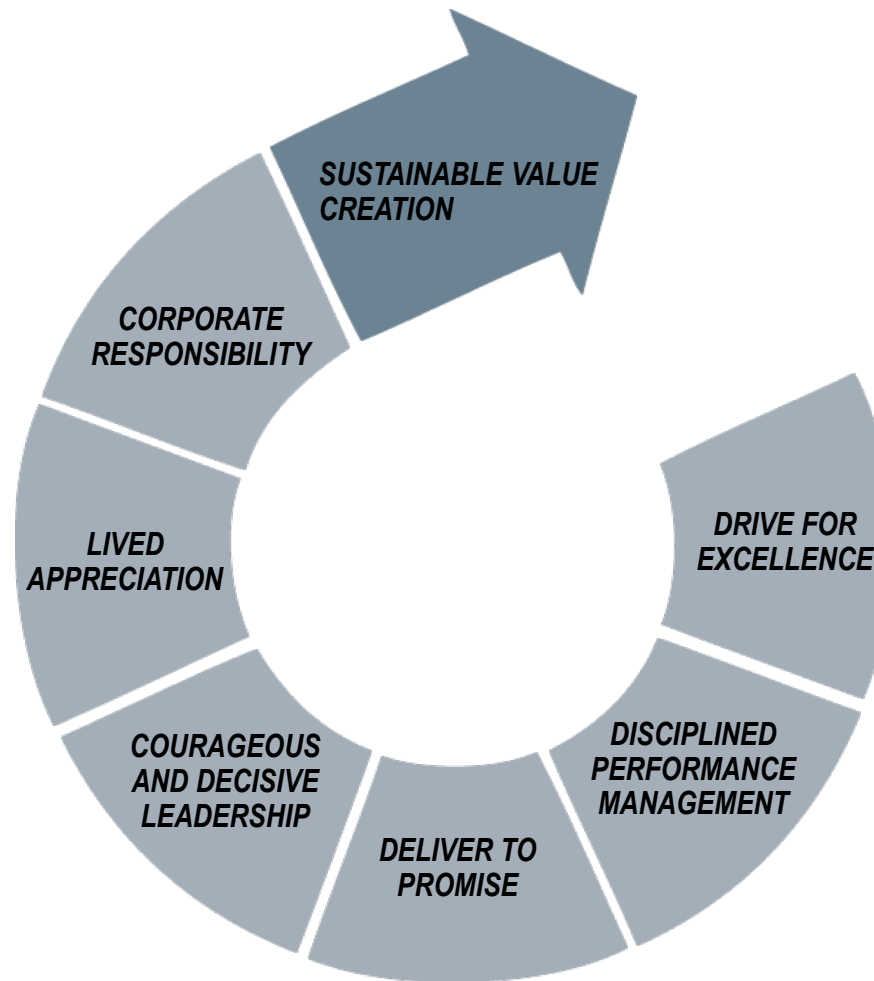 SUSTAINABLE VALUE
CREATION
CORPORATE
RESPONSIBILITY
LIVED
APPRECIATION
COURAGEOUS
AND DECISIVE
LEADERSHIP
DELIVER TO
PROMISE
DISCIPLINED
PERFORMANCE
MANAGEMENT
DRIVE FOR
EXCELLENCE